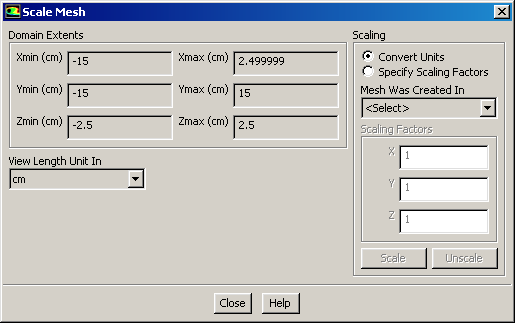 Scale Mesh
Domain Extents
Xmin (cm) -15 Xmax (cm) 2.499999
Ymin (cm) -15 Ymax (cm) 15
Zmin (cm) -2.5 Zmax (cm) 2.5
View Length Unit In
cm
Scaling
Convert Units
Specify Scaling Factors
Mesh Was Created In
<Select>
Scaling Factors
X 1
Y 1
Z 1
Scale Unscale
Close Help